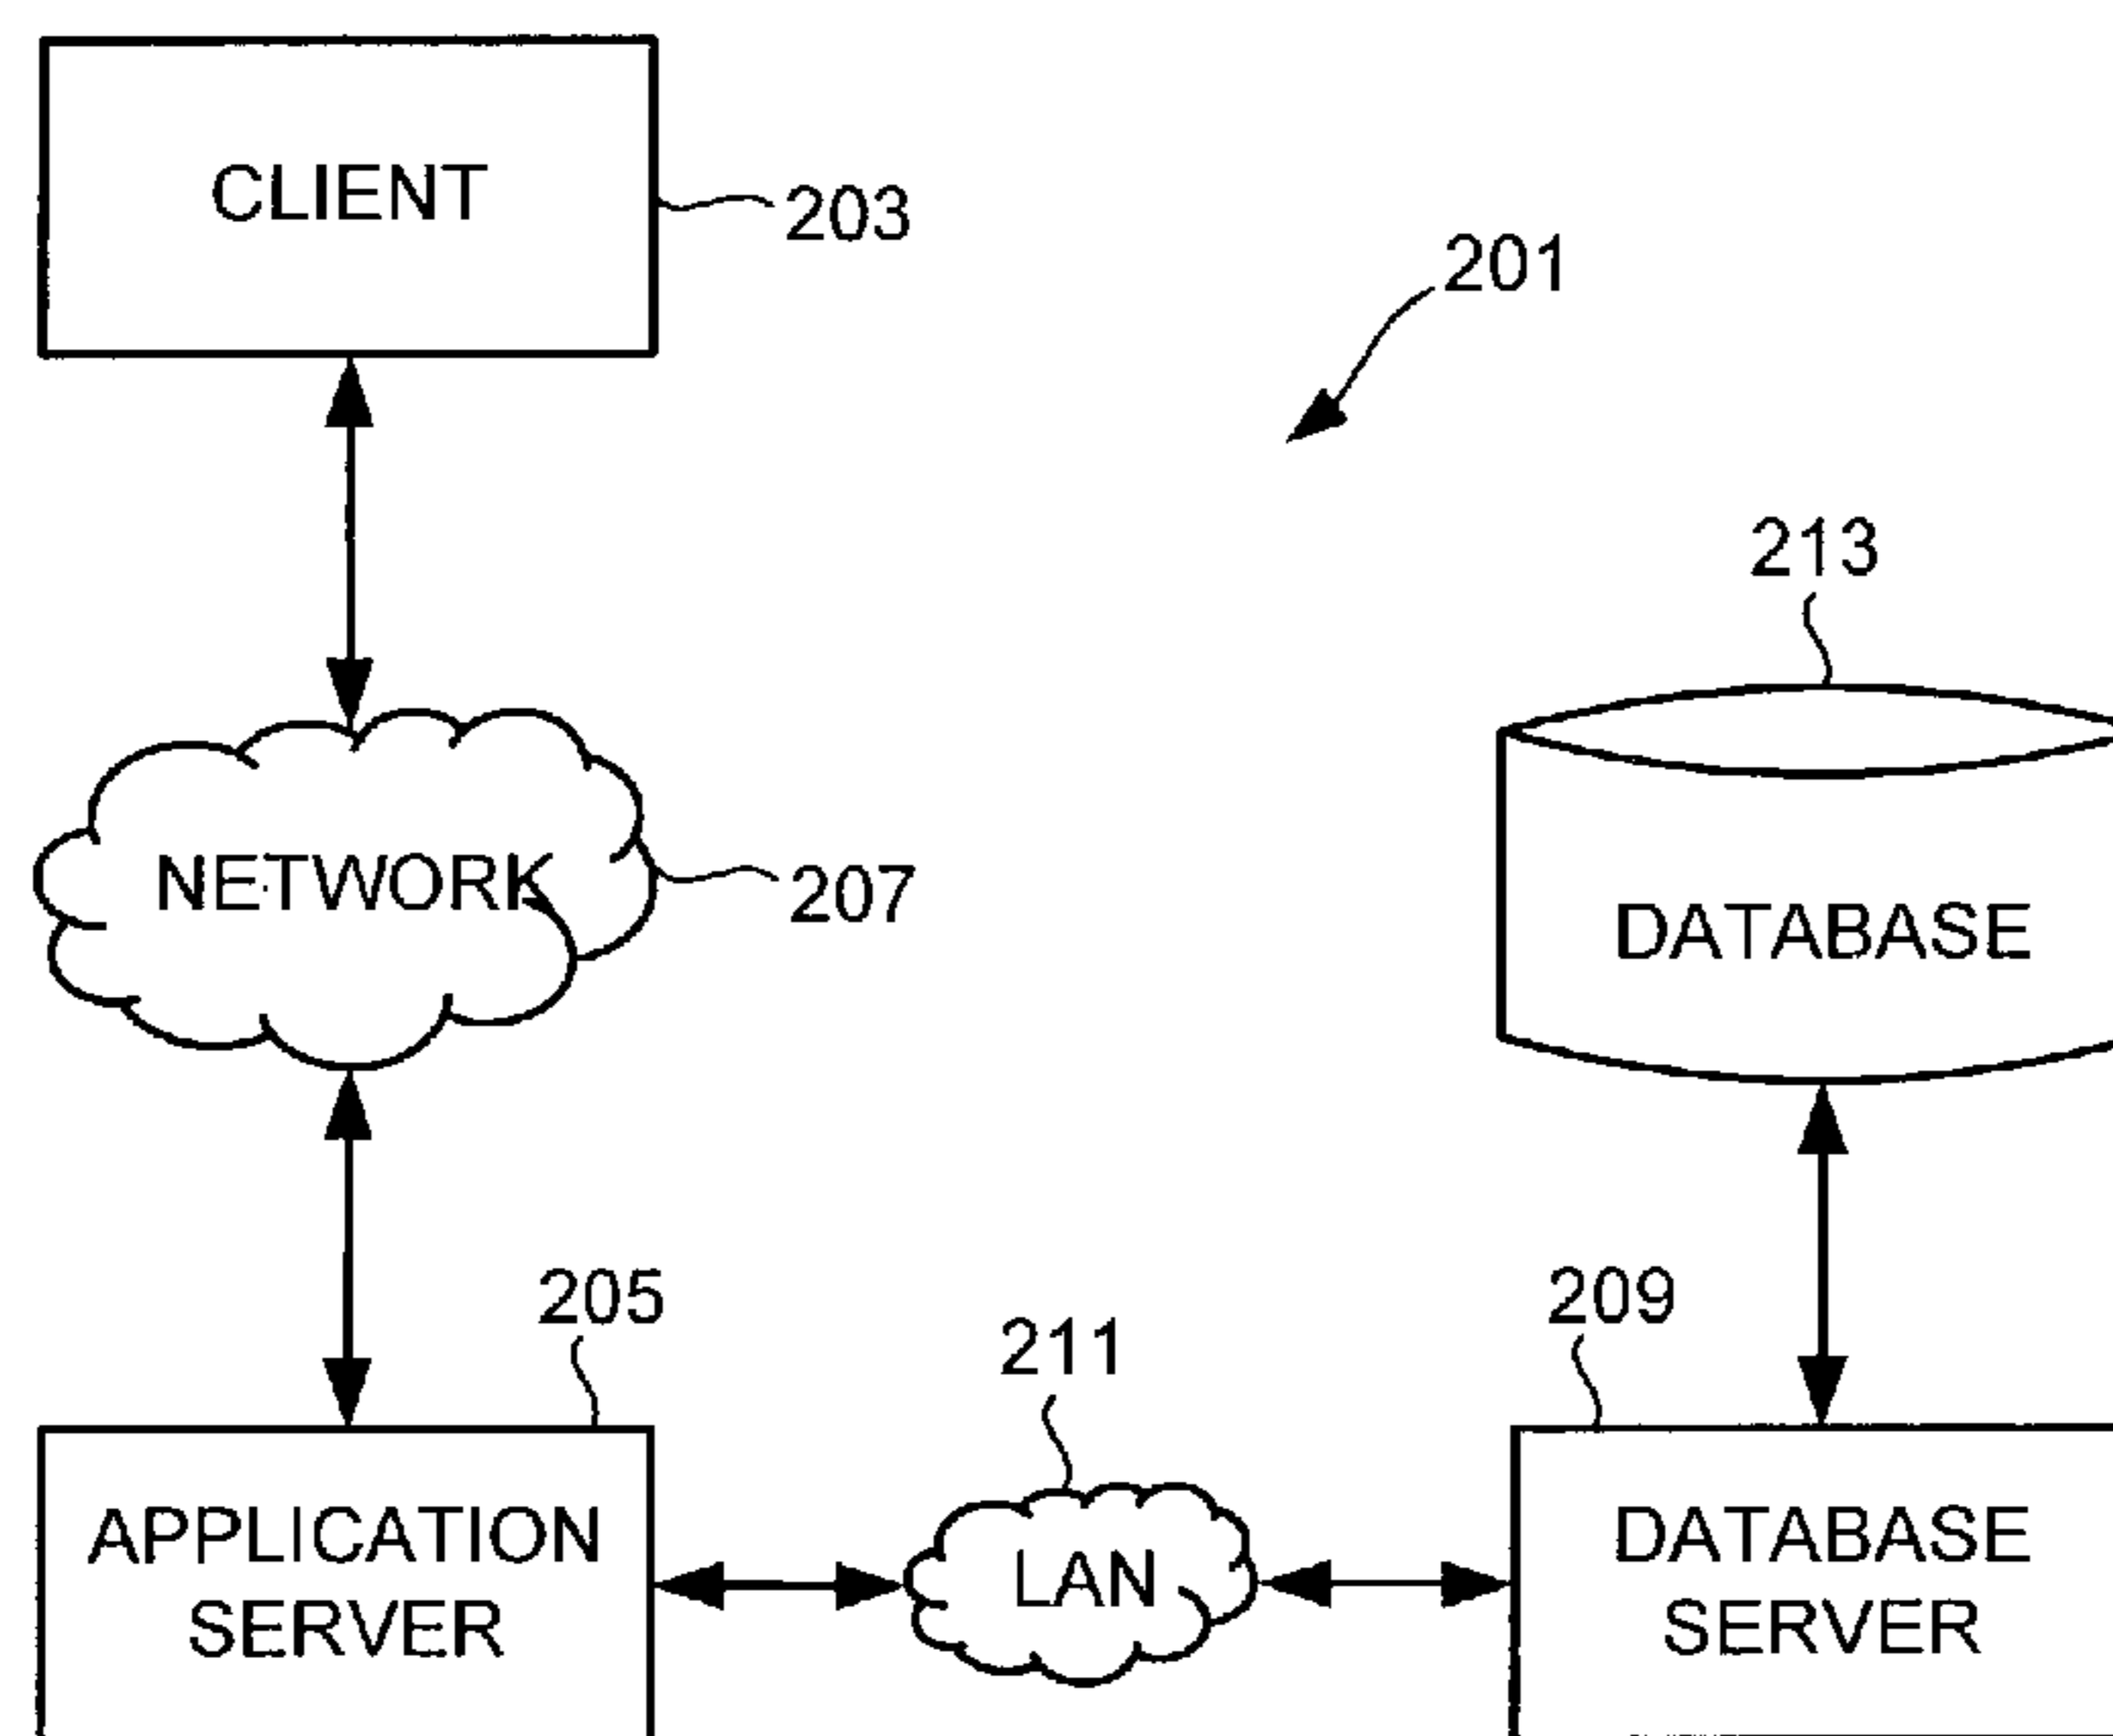 CLIENT
203
201
213
NETWORK
207
DATABASE
205
211
209
APPLICATION
SERVER
LAN
DATABASE
SERVER